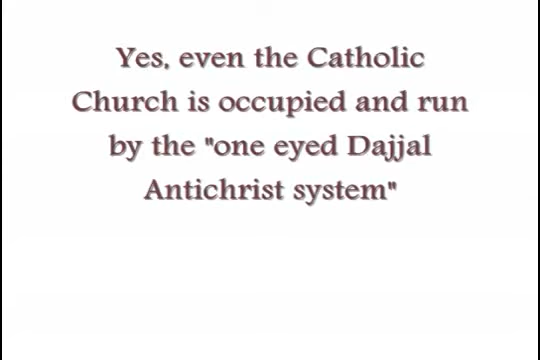 Yes, even the Catholic
Church is occupied and run
by the "one eyed Dajjal
Antichrist system"